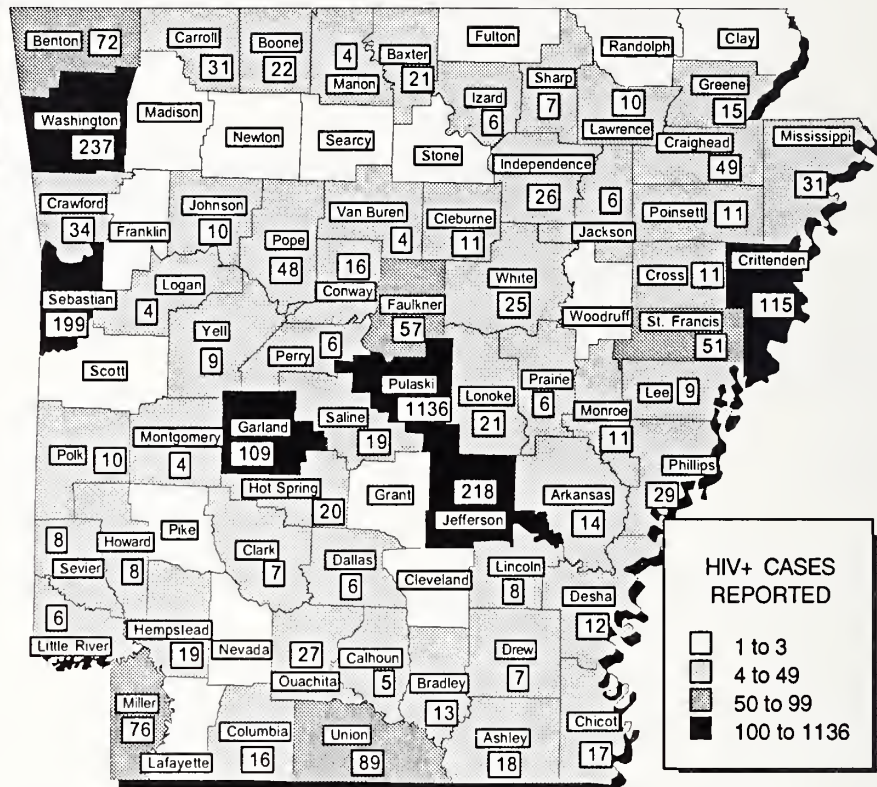 Benton 72
Carroll
31
Boone
22
4
Marion
Baxter
21
Fulton
Randolph
Clay
Izard
6
Sharp
7
10
Lawrence
Greene
15
Washington
237
Madison
Newton
Searcy
Stone
Independence
26
6
Jackson
Craighead
49
Mississippi
31
Crawford
34
Franklin
Johnson
10
Pope
48
Van Buren
4
Cleburne
11
Poinsett 11
16
Conway
White
25
Woodruff
Cross 11
Crittenden
115
Sebastian
199
Logan
4
Yell
9
Perry 6
Faulkner
57
St. Francis
51
Scott
Pulaski
1136
Lonoke
21
Prairie
6
Monroe
11
Lee 9
Polk 10
Montgomery
4
Garland
109
Saline
19
Hot Spring
20
Grant
218
Jefferson
Arkansas
14
Phillips
29
8
Sevier
Howard
8
Pike
Clark
7
Dallas
6
Cleveland
Lincoln
8
Desha
12
6
Little River
Hempstead
19
Nevada
27
Ouachita
Calhoun
5
Bradley
13
Drew
7
Miller
76
Lafayette
Columbia
16
Union
89
Ashley
18
Chicot
17
HIV+ CASES
REPORTED
1 to 3
4 to 49
50 to 99
100 to 1136